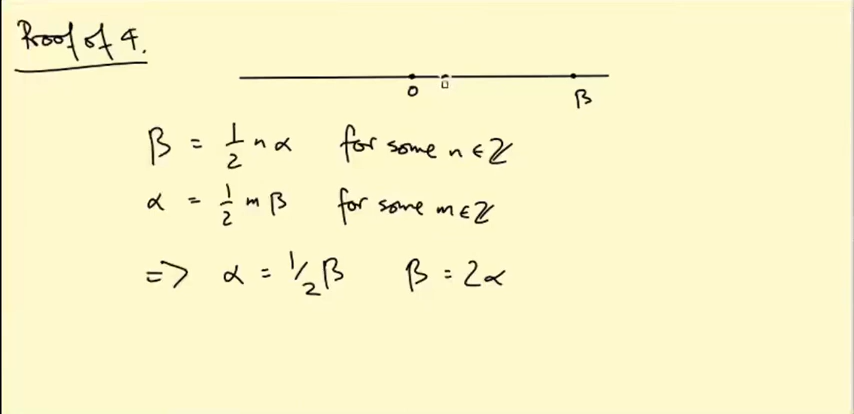 Proof of 4.
0 β
β = 1/2 n α for some n ∈ ℤ
α = 1/2 m β for some m ∈ ℤ
=> α = 1/2 β β = 2α